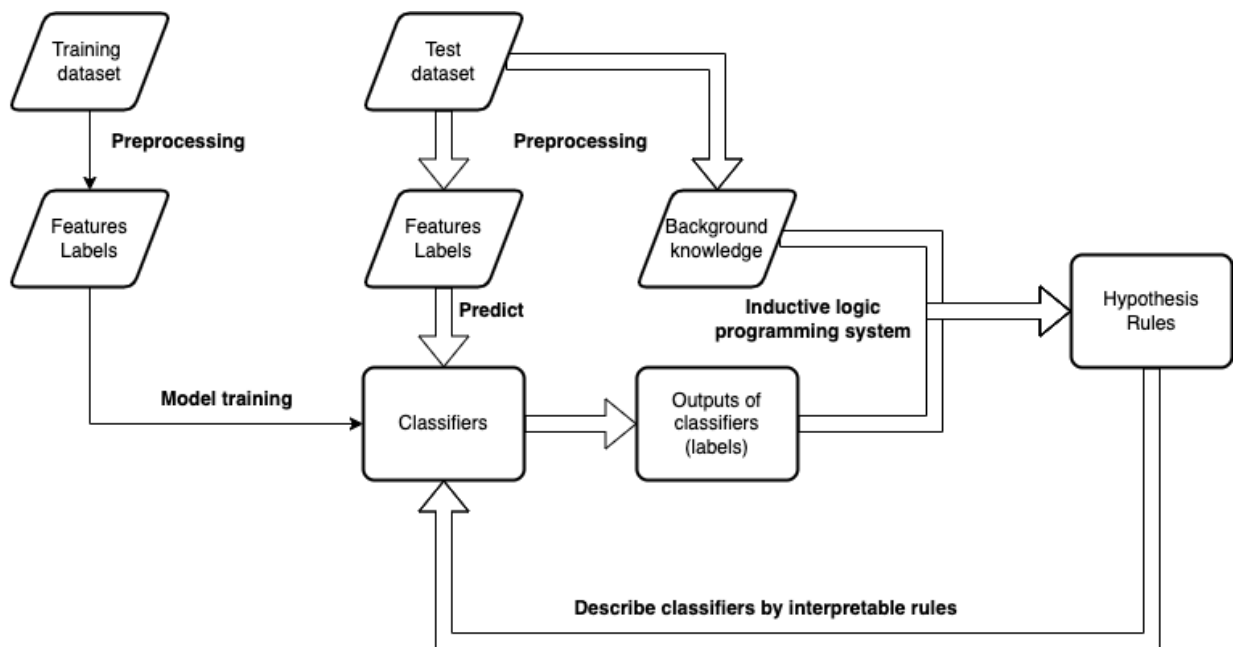 Training
dataset
Test
dataset
Preprocessing
Preprocessing
Features
Labels
Features
Labels
Background
knowledge
Predict
Inductive logic
programming system
Hypothesis
Rules
Model training
Classifiers
Outputs of
classifiers
(labels)
Describe classifiers by interpretable rules